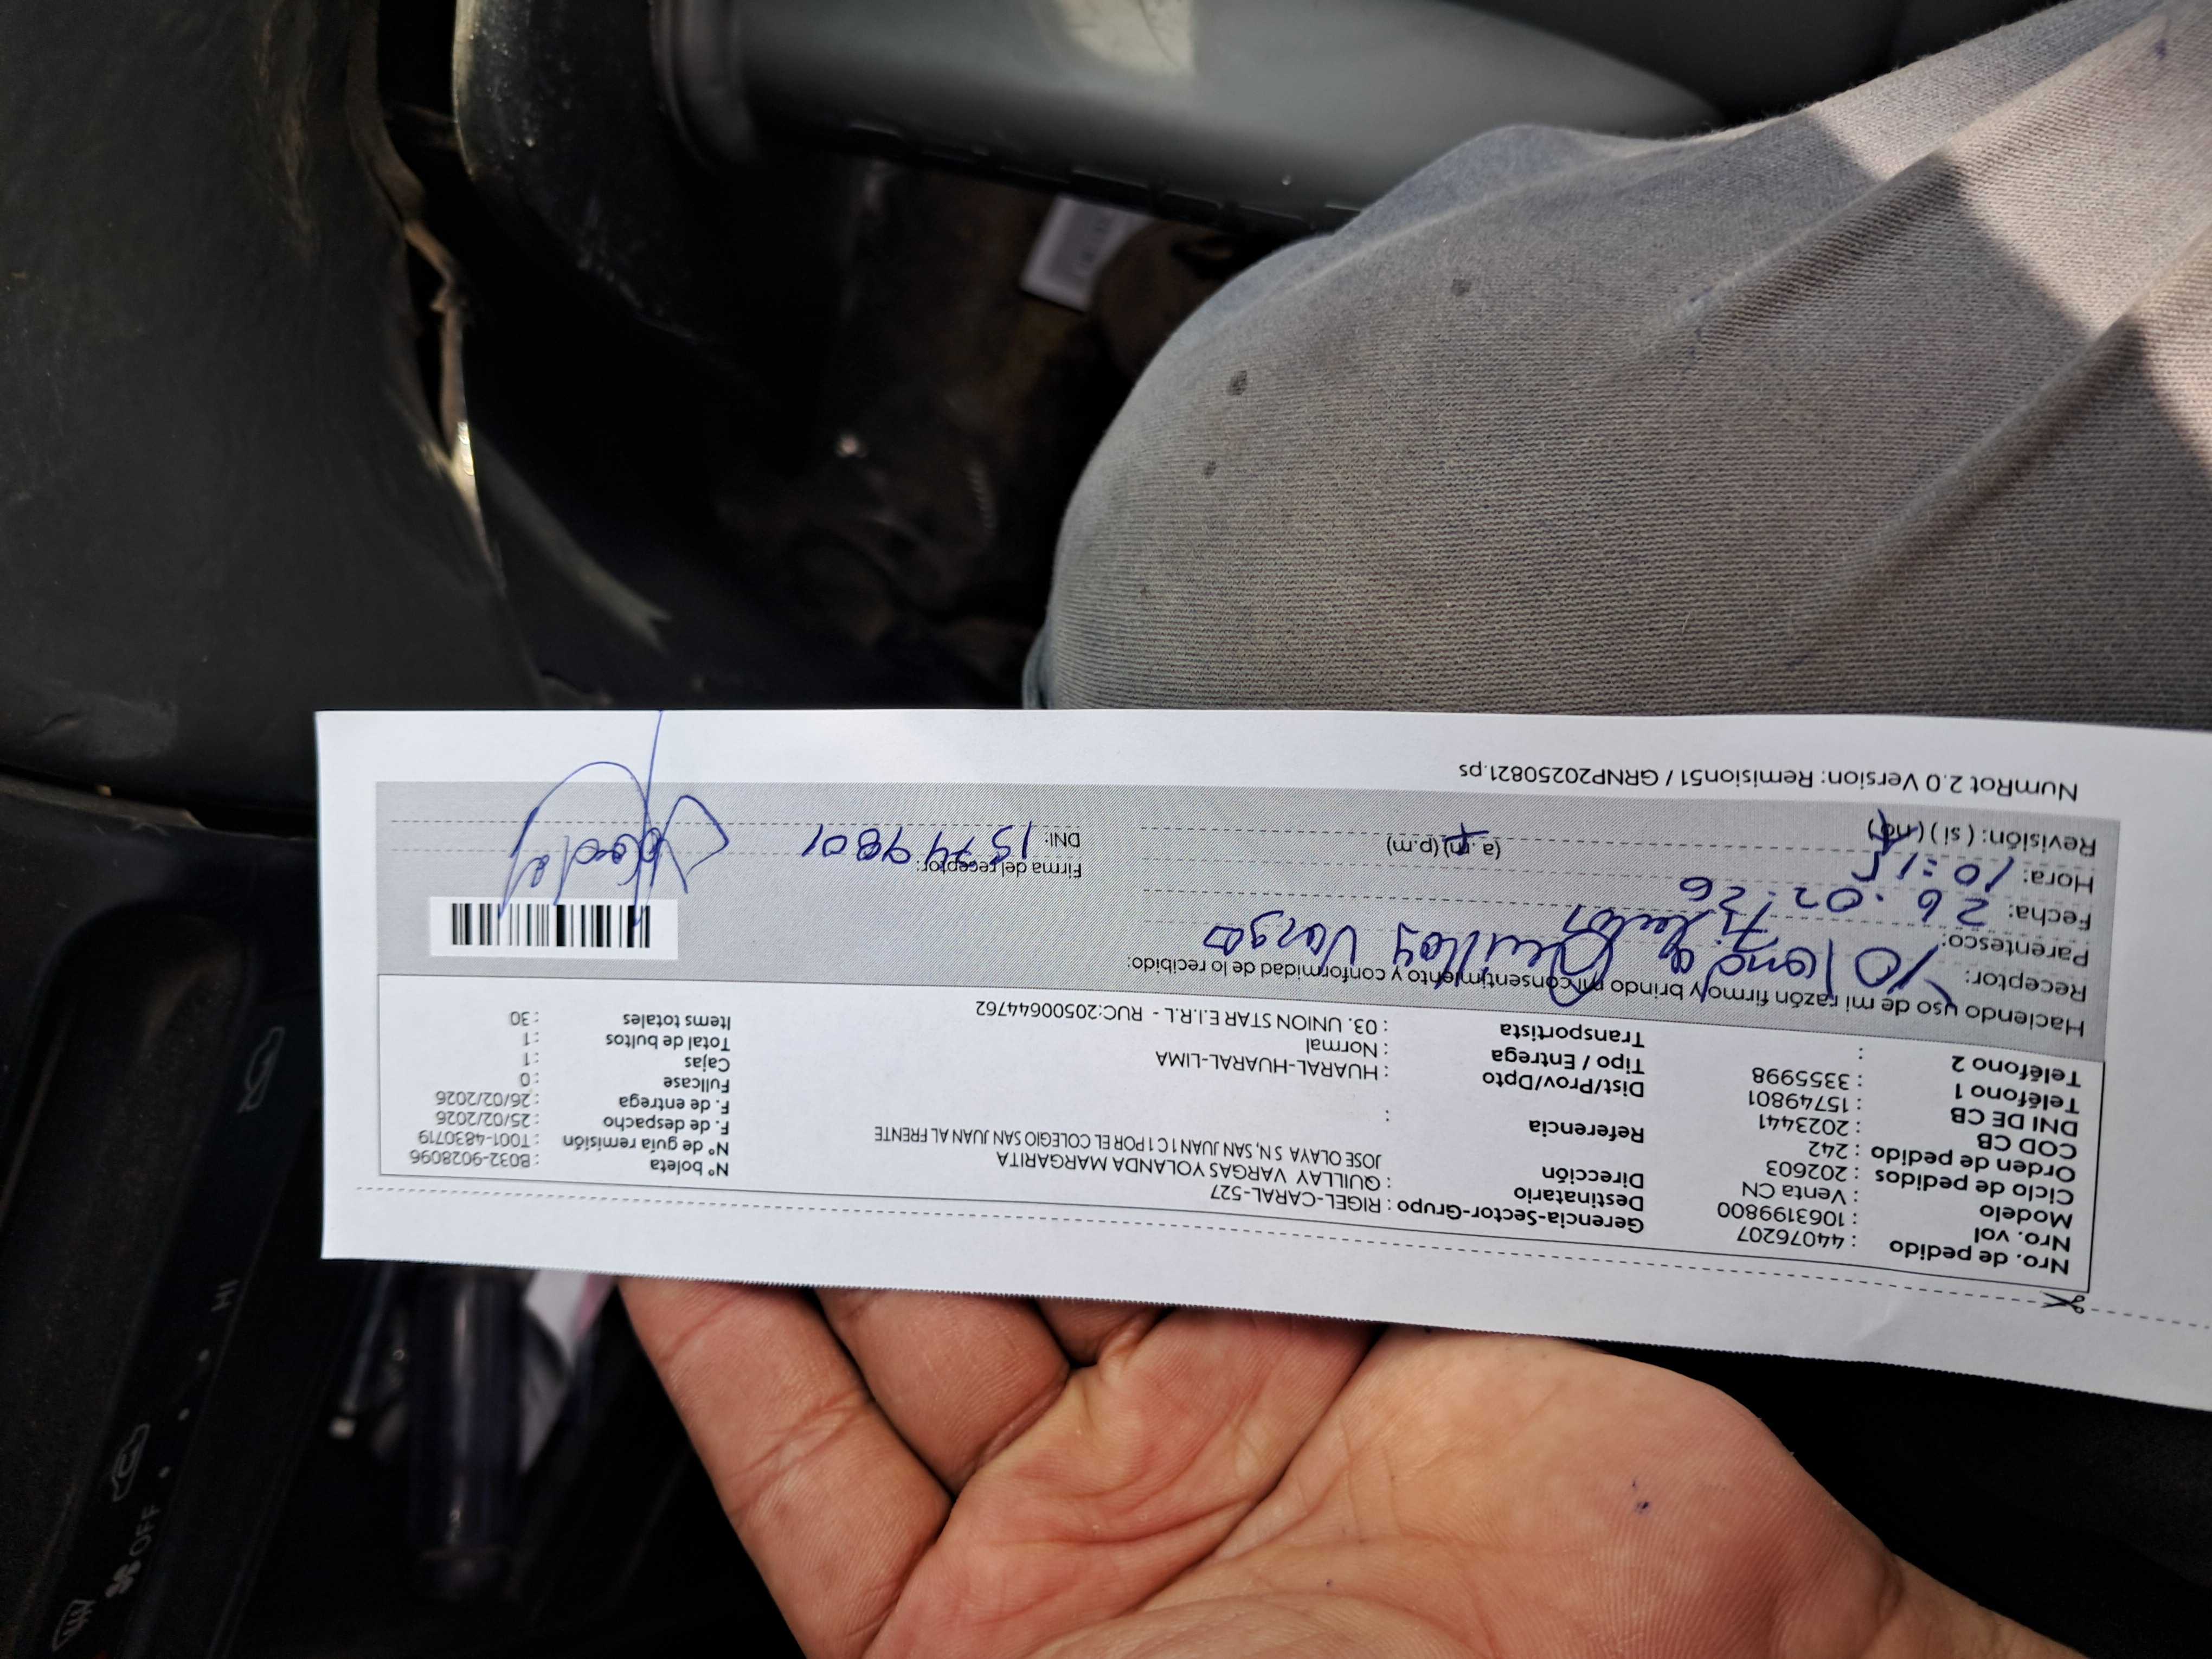 Nro. de pedido : 44076207 Gerencia-Sector-Grupo : RIGEL-CARAL-527 Nº boleta : B032-9028096
Nro. vol : 1063199800 Destinatario : QUILLAY VARGAS YOLANDA MARGARITA Nº de guía remisión : T001-4830719
Modelo : Venta CN Dirección JOSE OLAYA S N, SAN JUAN 1 C 1 POR EL COLEGIO SAN JUAN AL FRENTE F. de despacho : 25/02/2026
Ciclo de pedidos : 202603 F. de entrega : 26/02/2026
Orden de pedido : 242 Referencia : Fullcase : 0
COD CB : 2023441 Cajas : 1
DNI DE CB : 15749801 Dist/Prov/Dpto : HUARAL-HUARAL-LIMA Total de bultos : 1
Teléfono 1 : 3355998 Tipo / Entrega : Normal Items totales : 30
Teléfono 2 : Transportista : 03. UNION STAR E.I.R.L - RUC:20500644762
Haciendo uso de mi razón firmo y brindo mi consentimiento y conformidad de lo recibido:
Receptor: Yolanda Quillay Vargas
Parentesco: Titular
Fecha: 26.02.26
Hora: 10:15 (a.m) (p.m)
Revisión: ( si ) ( no )
Firma del receptor:
DNI: 15749801
NumRot 2.0 Version: Remision51 / GRNP20250821.ps
HI
OFF